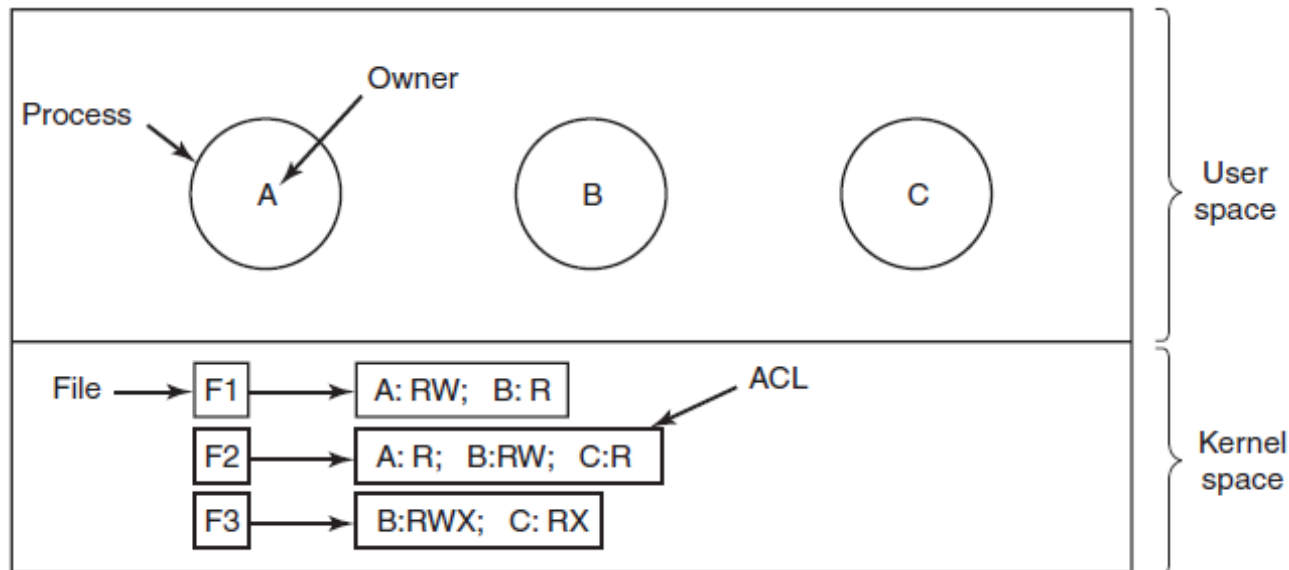 Owner
Process
A
B
C
User
space
File
F1
A: RW; B: R
ACL
F2
A: R; B:RW; C:R
F3
B:RWX; C: RX
Kernel
space